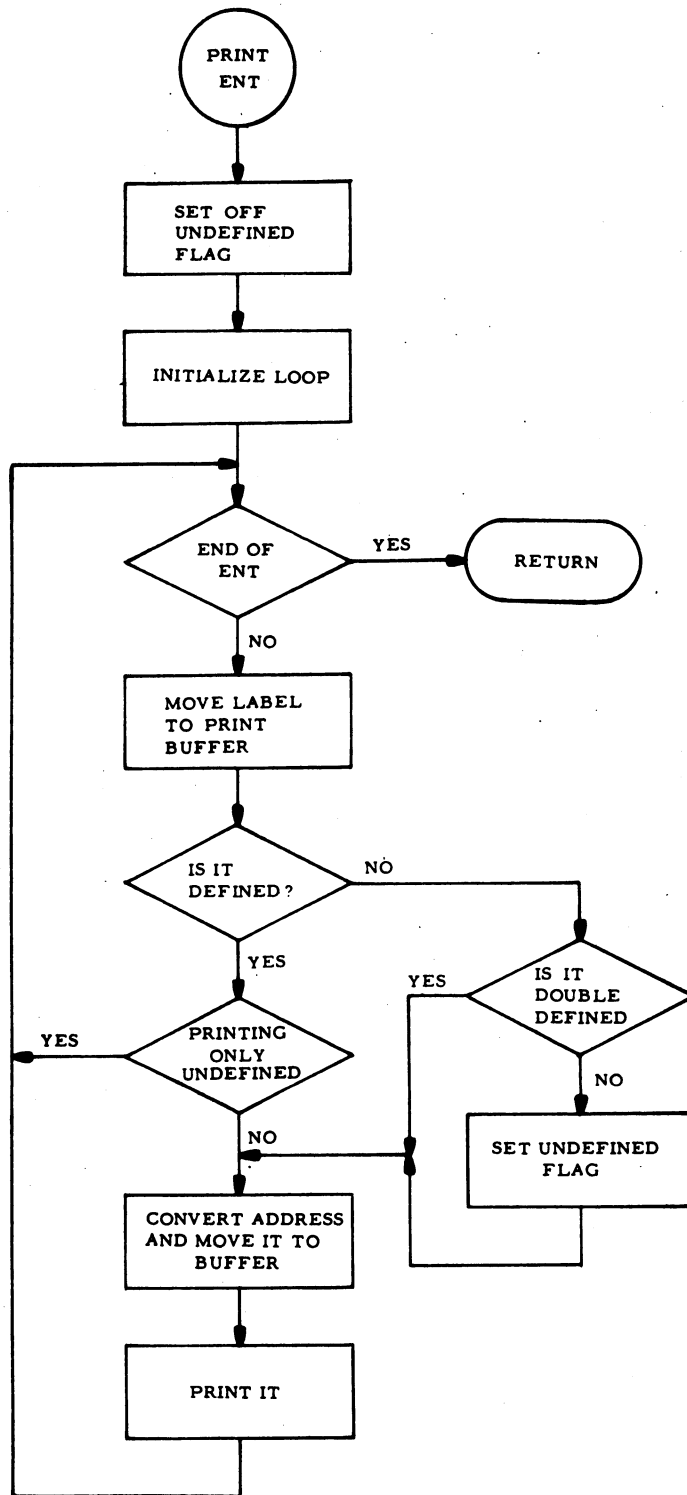 PRINT
ENT
SET OFF
UNDEFINED
FLAG
INITIALIZE LOOP
END OF
ENT
YES
RETURN
NO
MOVE LABEL
TO PRINT
BUFFER
IS IT
DEFINED?
NO
YES
IS IT
DOUBLE
DEFINED
YES
NO
PRINTING
ONLY
UNDEFINED
YES
NO
SET UNDEFINED
FLAG
CONVERT ADDRESS
AND MOVE IT TO
BUFFER
PRINT IT